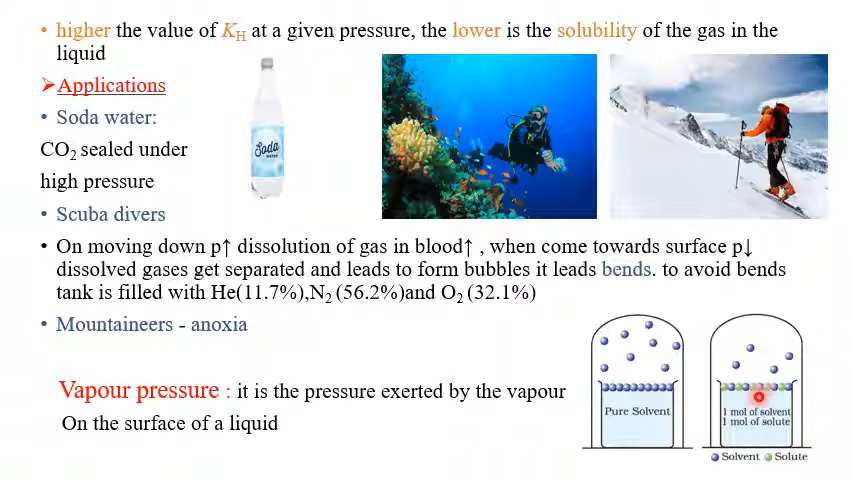 • higher the value of KH at a given pressure, the lower is the solubility of the gas in the
liquid
➤Applications
• Soda water:
CO2 sealed under
high pressure
Soda
WATER
• Scuba divers
• On moving down p↑ dissolution of gas in blood↑ , when come towards surface p↓
dissolved gases get separated and leads to form bubbles it leads bends. to avoid bends
tank is filled with He(11.7%),N2 (56.2%)and O2 (32.1%)
• Mountaineers - anoxia
Vapour pressure : it is the pressure exerted by the vapour
On the surface of a liquid
Pure Solvent
1 mol of solvent
1 mol of solute
Solvent Solute